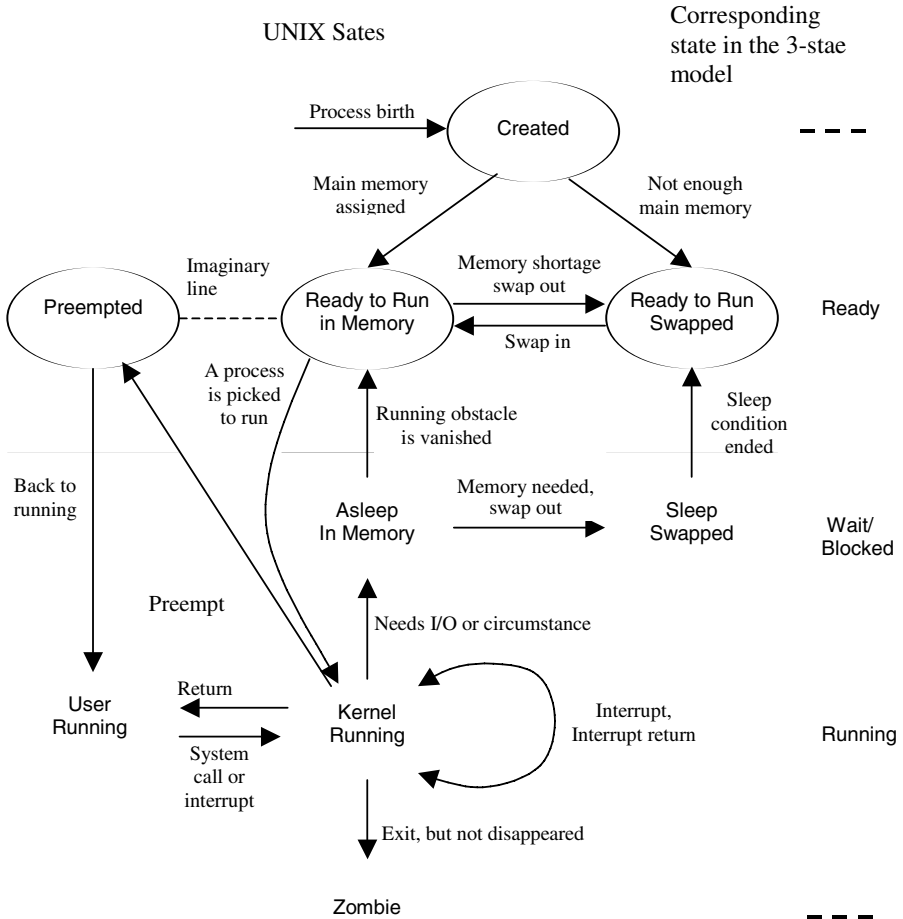 UNIX Sates
Corresponding
state in the 3-stae
model
Process birth
Created
Main memory
assigned
Not enough
main memory
Imaginary
line
Preempted
Ready to Run
in Memory
Memory shortage
swap out
Swap in
Ready to Run
Swapped
Ready
A process
is picked
to run
Running obstacle
is vanished
Sleep
condition
ended
Back to
running
Asleep
In Memory
Memory needed,
swap out
Sleep
Swapped
Wait/
Blocked
Preempt
Needs I/O or circumstance
User
Running
Return
System
call or
interrupt
Kernel
Running
Interrupt,
Interrupt return
Running
Exit, but not disappeared
Zombie